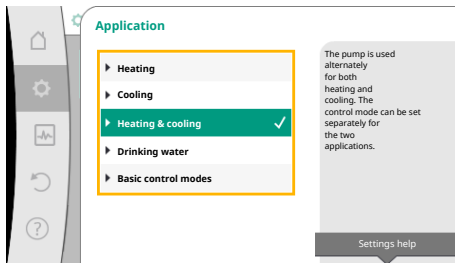 Application
Heating
Cooling
Heating & cooling
Drinking water
Basic control modes
The pump is used
alternately
for both
heating and
cooling. The
control mode can be set
separately for
the two
applications.
Settings help
?